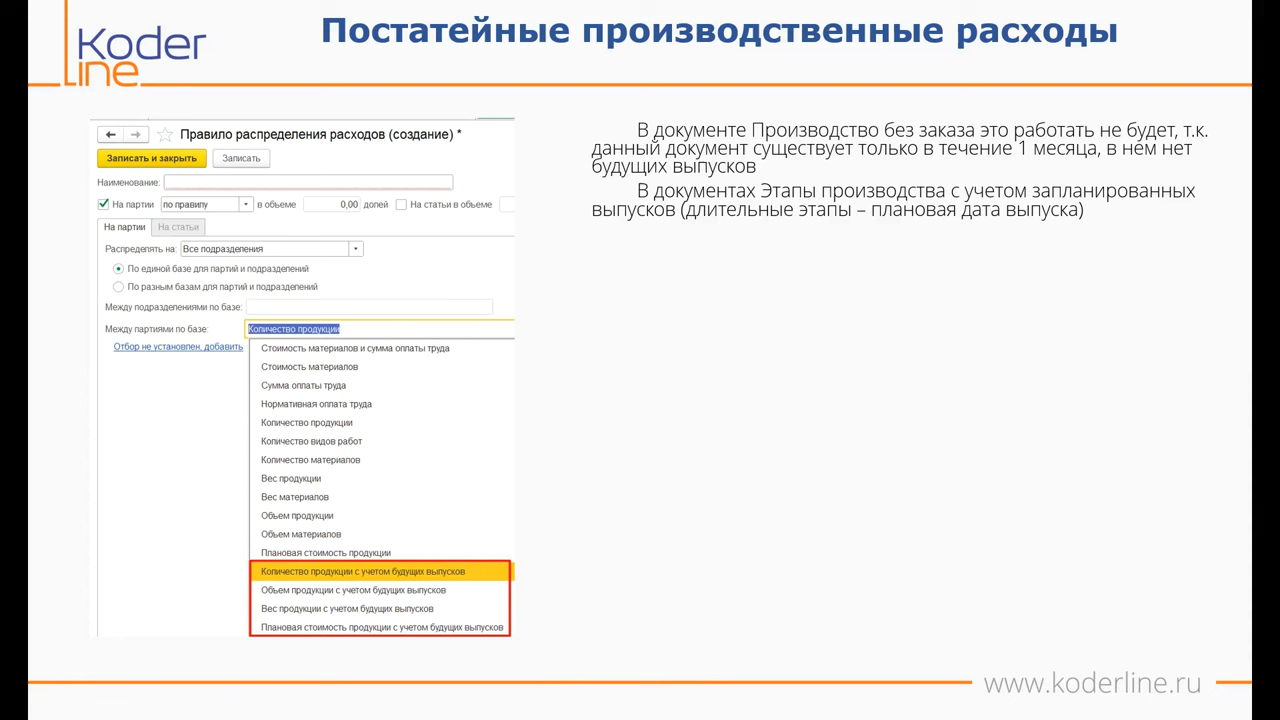 Постатейные производственные расходы
Koder
line
Правило распределения расходов (создание) *
Записать и закрыть
Записать
Наименование:
На партии
по правилу
в объеме
0,00
долей
На статьи в объеме
На партии
На статьи
Распределять на:
Все подразделения
По единой базе для партий и подразделений
По разным базам для партий и подразделений
Между подразделениями по базе:
Между партиями по базе:
Количество продукции
Отбор не установлен, добавить
Стоимость материалов и сумма оплаты труда
Стоимость материалов
Сумма оплаты труда
Нормативная оплата труда
Количество продукции
Количество видов работ
Количество материалов
Вес продукции
Вес материалов
Объем продукции
Объем материалов
Плановая стоимость продукции
Количество продукции с учетом будущих выпусков
Объем продукции с учетом будущих выпусков
Вес продукции с учетом будущих выпусков
Плановая стоимость продукции с учетом будущих выпусков
В документе Производство без заказа это работать не будет, т.к.
данный документ существует только в течение 1 месяца, в нем нет
будущих выпусков
В документах Этапы производства с учетом запланированных
выпусков (длительные этапы – плановая дата выпуска)
www.koderline.ru